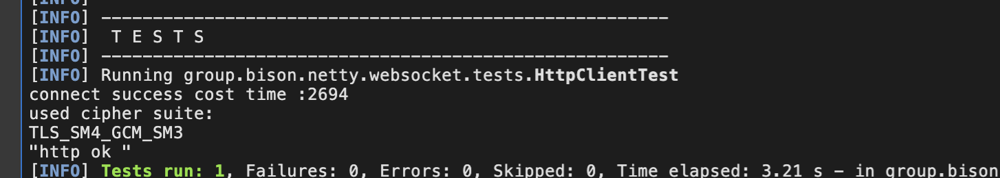 [INFO]
[INFO] -------------------------------------------------------
[INFO]  T E S T S
[INFO] -------------------------------------------------------
[INFO] Running group.bison.netty.websocket.tests.HttpClientTest
connect success cost time :2694
used cipher suite:
TLS_SM4_GCM_SM3
"http ok "
[INFO] Tests run: 1, Failures: 0, Errors: 0, Skipped: 0, Time elapsed: 3.21 s - in group.bison